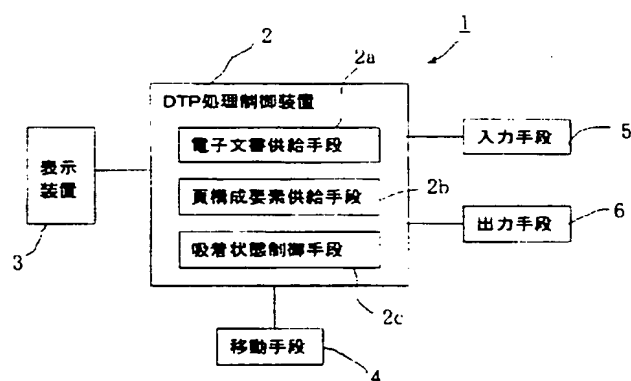 1
2
2a
DTP処理制御装置
電子文書供給手段
入力手段
5
表示
装置
頁構成要素供給手段
2b
出力手段
6
吸着状態制御手段
3
2c
移動手段
4